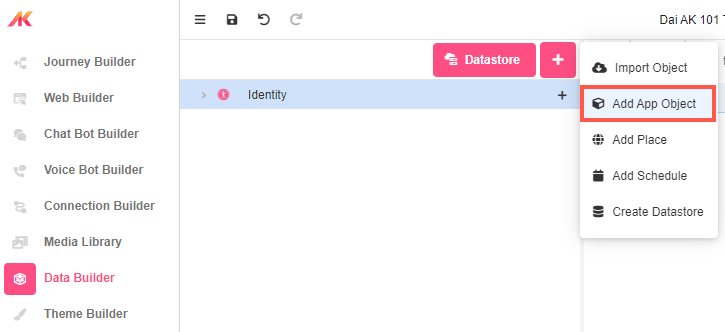 AK
Dai AK 101 T
Journey Builder
Web Builder
Chat Bot Builder
Voice Bot Builder
Connection Builder
Media Library
Data Builder
Theme Builder
Datastore
Identity
Import Object
Add App Object
Add Place
Add Schedule
Create Datastore